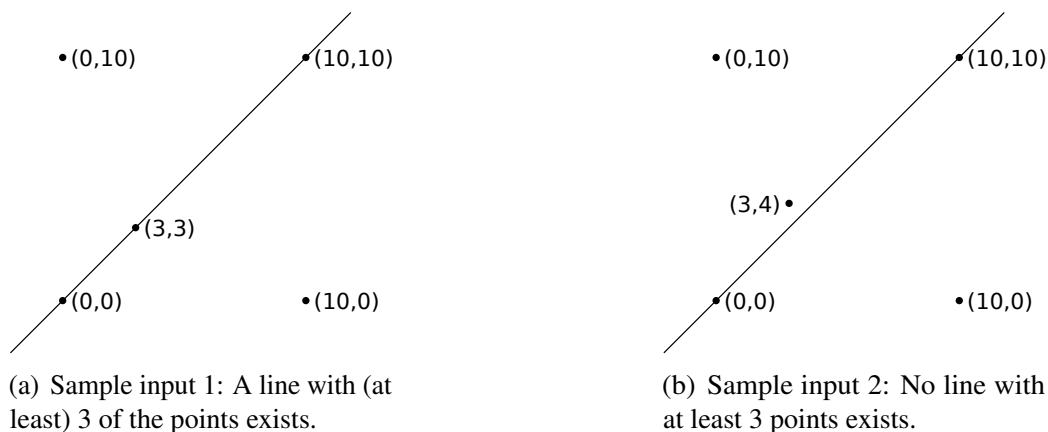 (0,10)
(10,10)
(3,3)
(0,0)
(10,0)
(a) Sample input 1: A line with (at
least) 3 of the points exists.
(0,10)
(10,10)
(3,4)
(0,0)
(10,0)
(b) Sample input 2: No line with
at least 3 points exists.